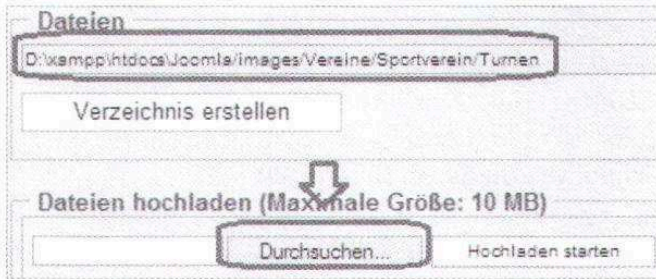 Dateien
D:\xampp\htdocs\Joomla/images/Vereine/Sportverein/Turnen
Verzeichnis erstellen
Dateien hochladen (Maximale Größe: 10 MB)
Durchsuchen... Hochladen starten